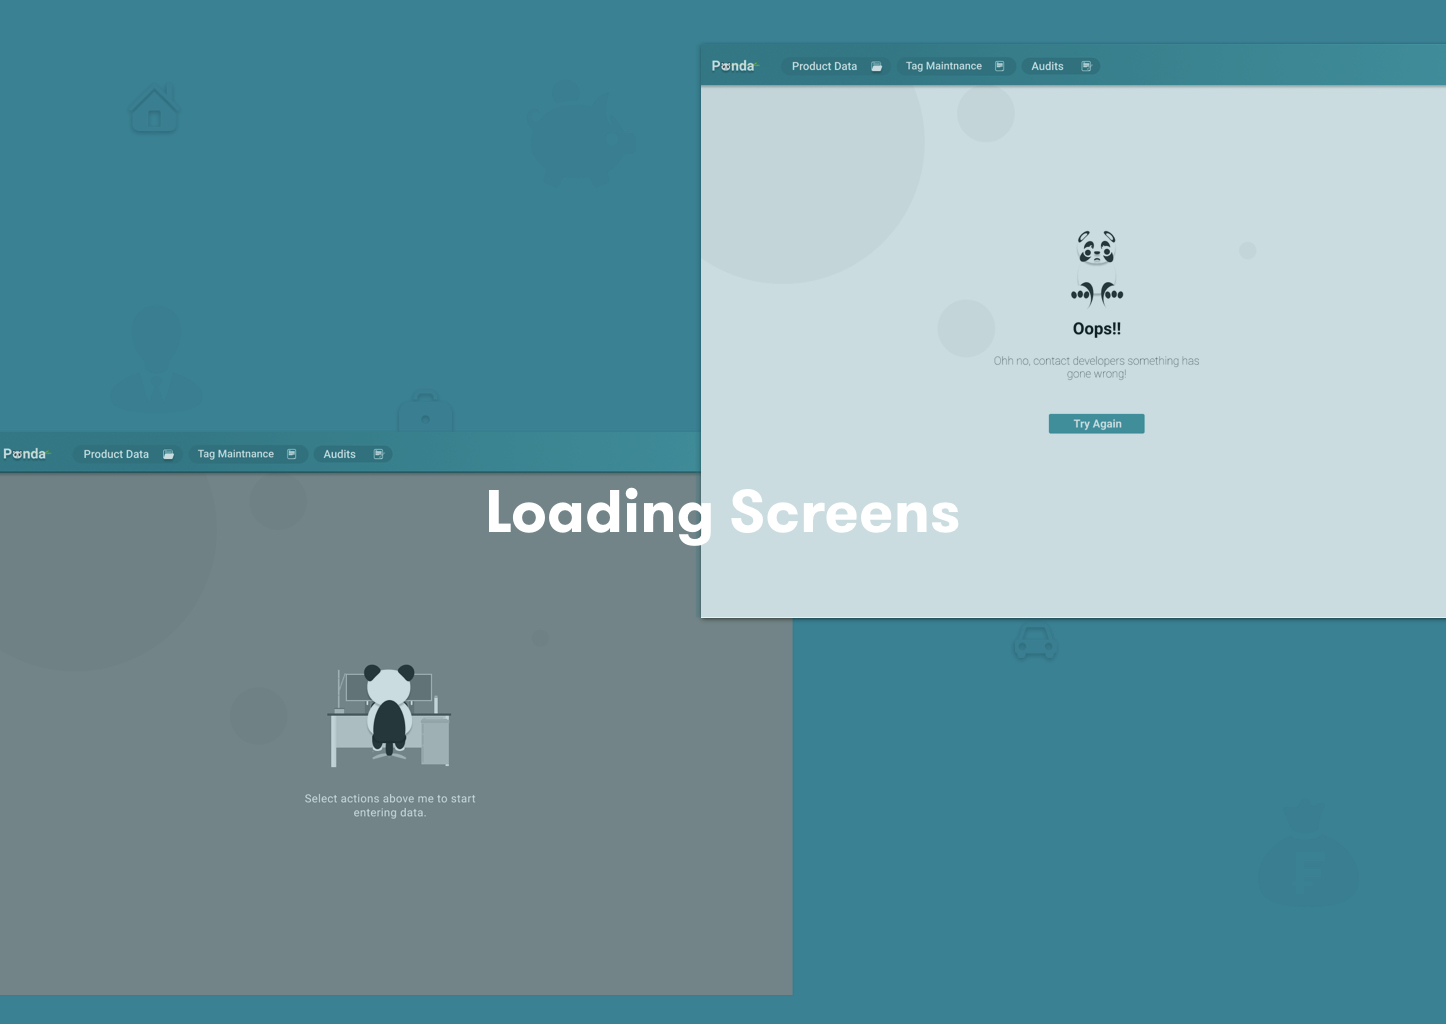 Panda Product Data Tag Maintnance Audits
Oops!!
Ohh no, contact developers something has
gone wrong!
Try Again
Panda Product Data Tag Maintnance Audits
Loading Screens
Select actions above me to start
entering data.